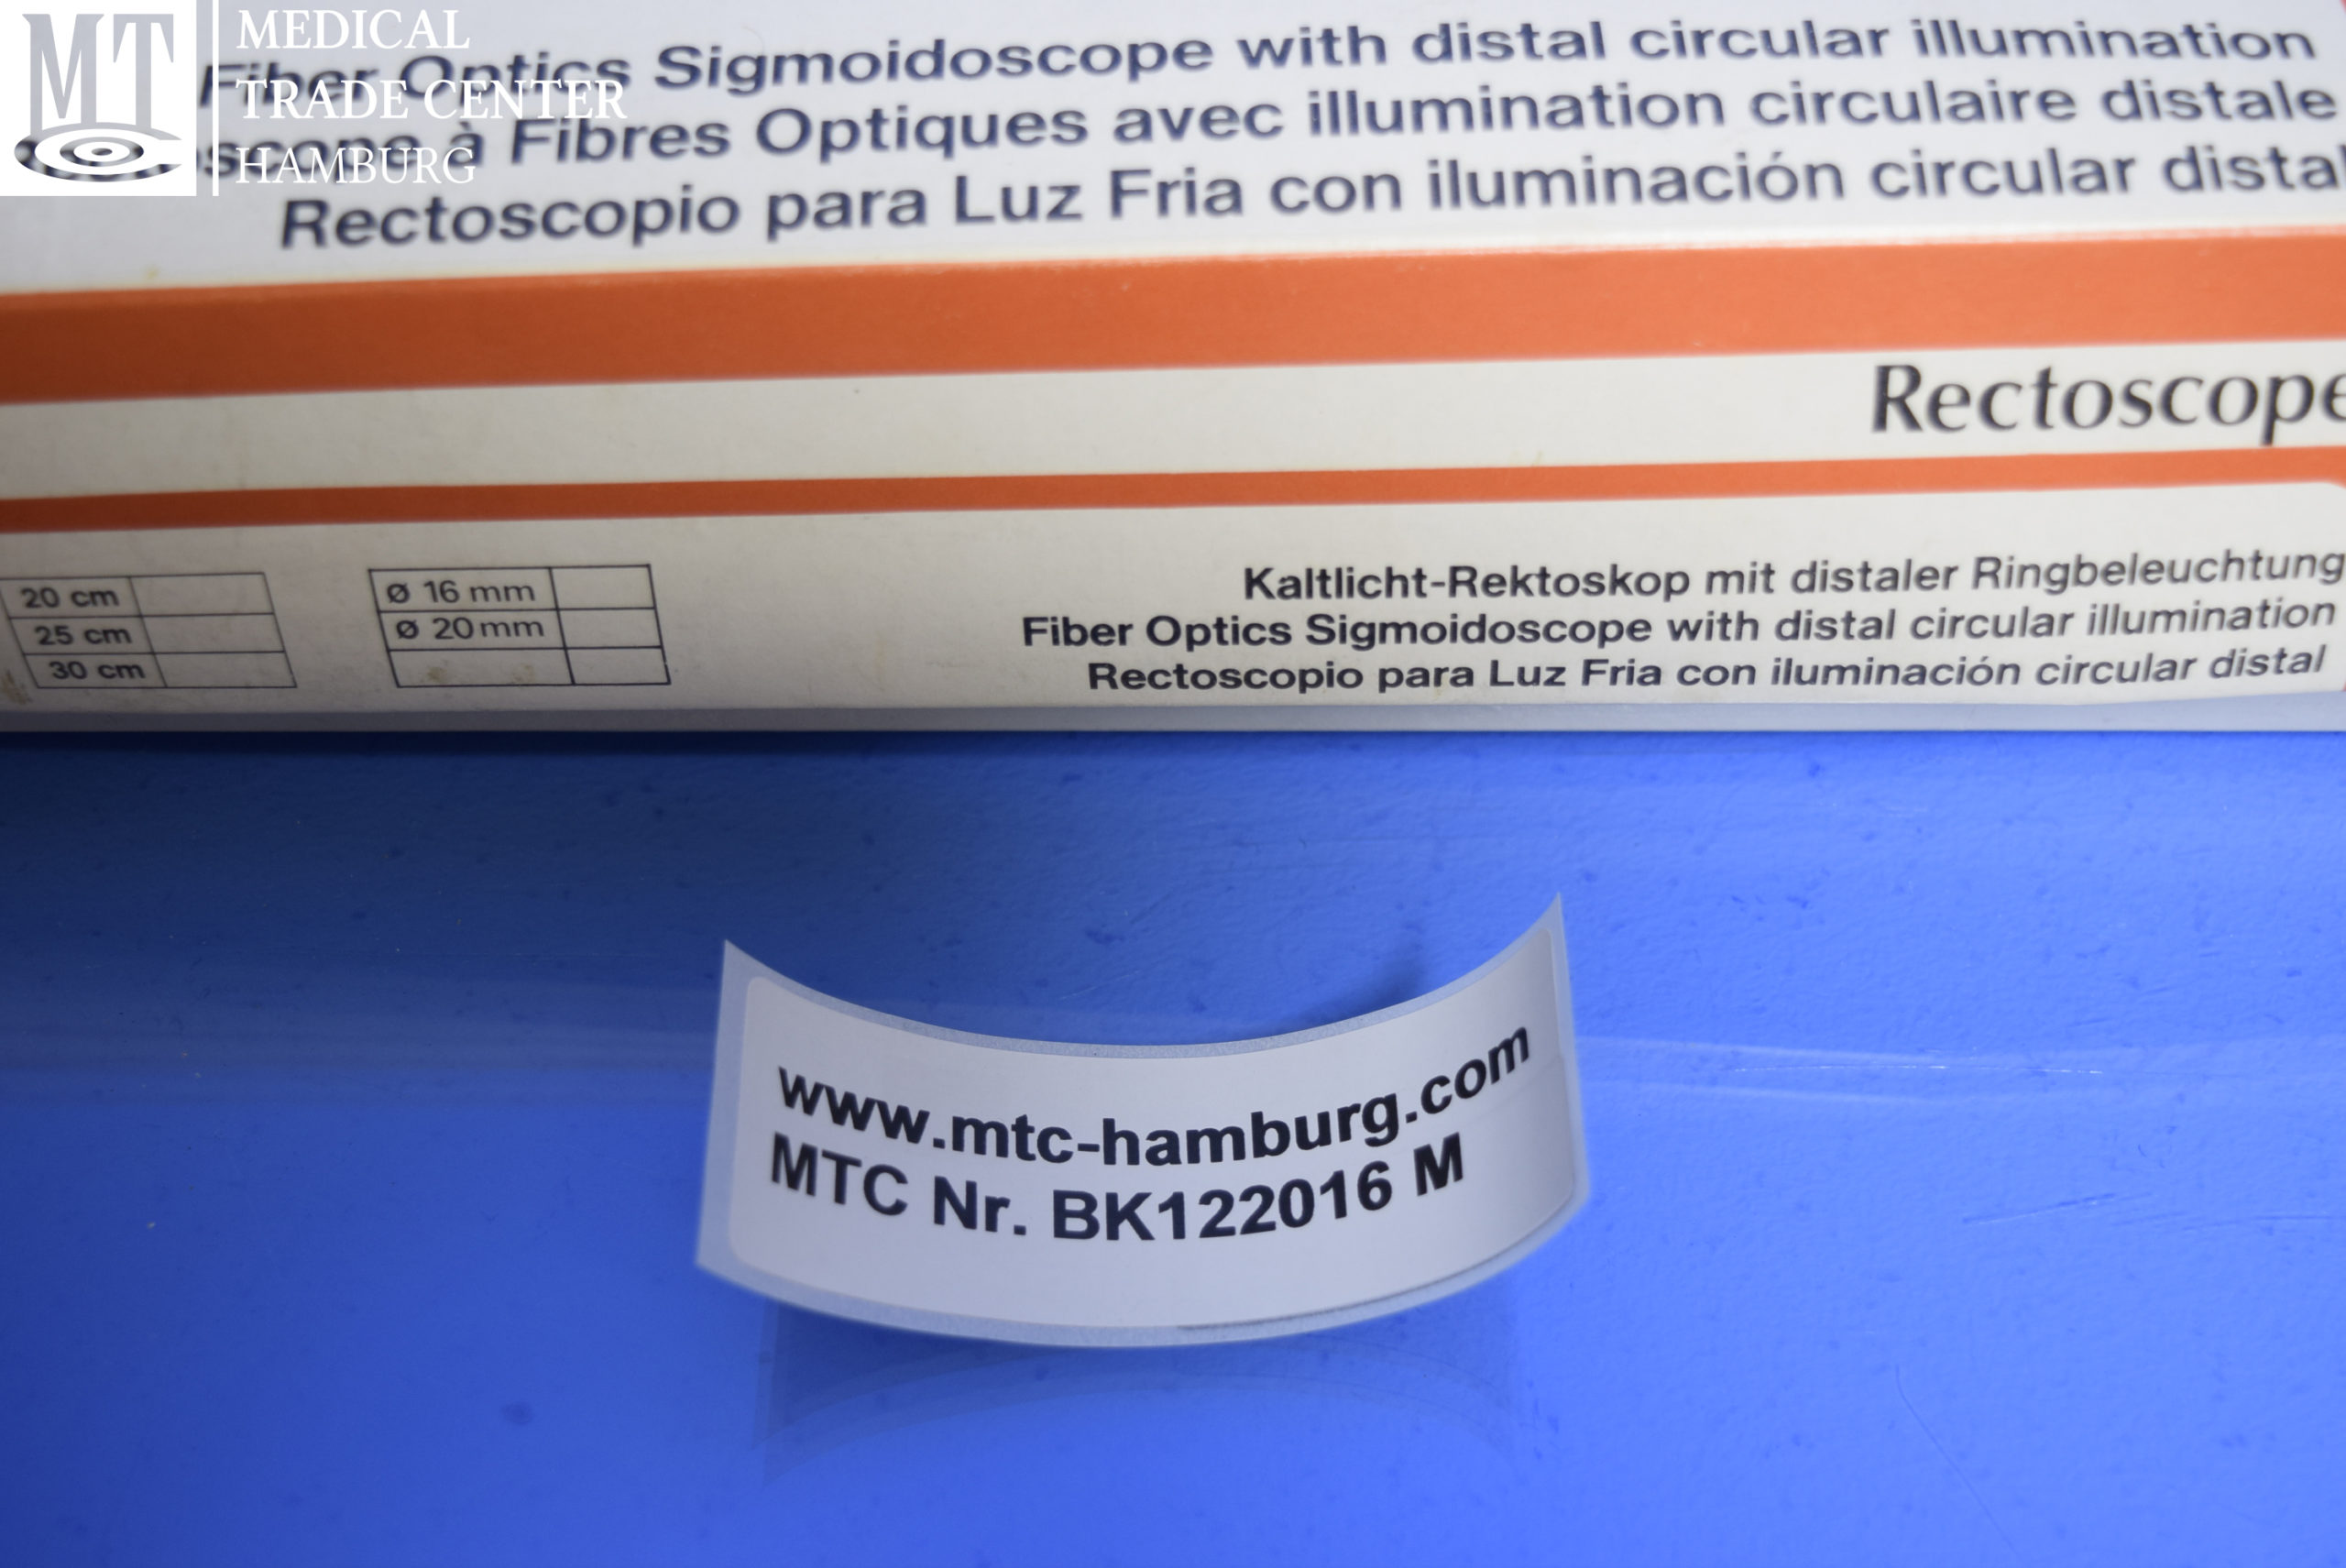 MT
MEDICAL
TRADE CENTER
HAMBURG
Fiber Optics Sigmoidoscope with distal circular illumination
à Fibres Optiques avec illumination circulaire distale
Rectoscopio para Luz Fria con iluminación circular distal
Rectoscope
20 cm
25 cm
30 cm
ø 16 mm
ø 20 mm
Kaltlicht-Rektoskop mit distaler Ringbeleuchtung
Fiber Optics Sigmoidoscope with distal circular illumination
Rectoscopio para Luz Fria con iluminación circular distal
www.mtc-hamburg.com
MTC Nr. BK122016 M